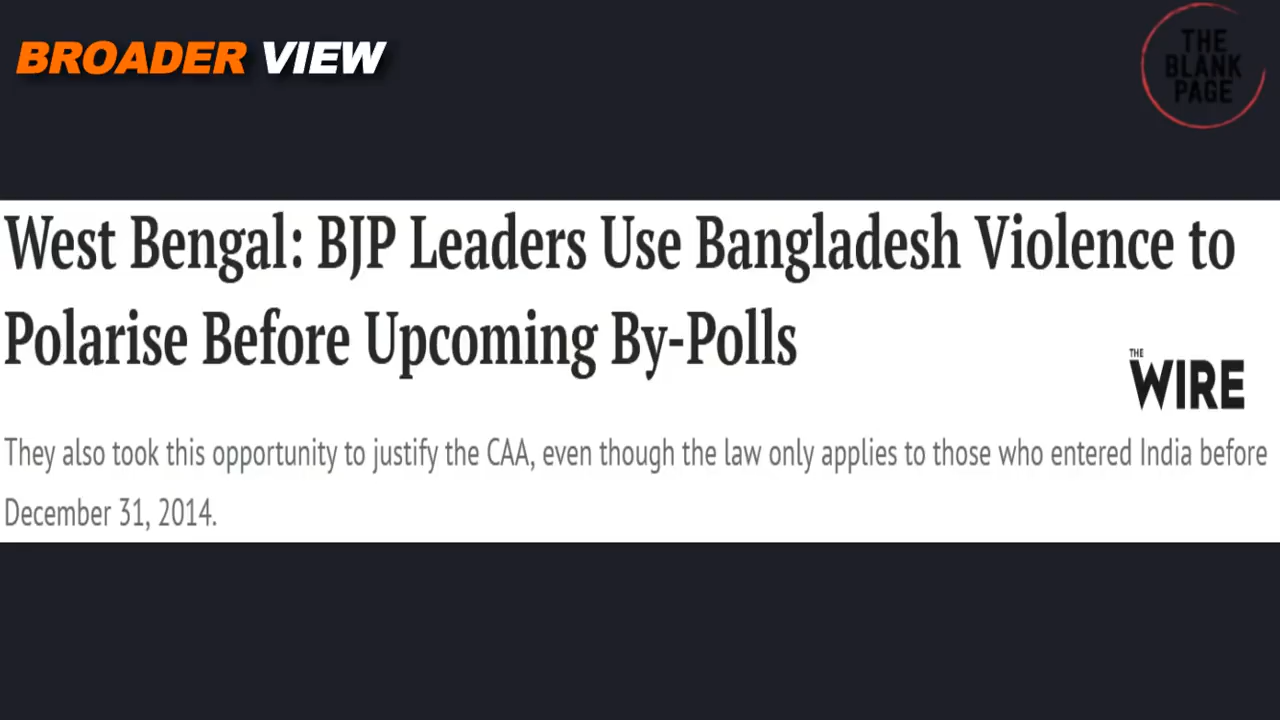 BROADER VIEW
THE
BLANK
PAGE
West Bengal: BJP Leaders Use Bangladesh Violence to
Polarise Before Upcoming By-Polls
THE
WIRE
They also took this opportunity to justify the CAA, even though the law only applies to those who entered India before
December 31, 2014.